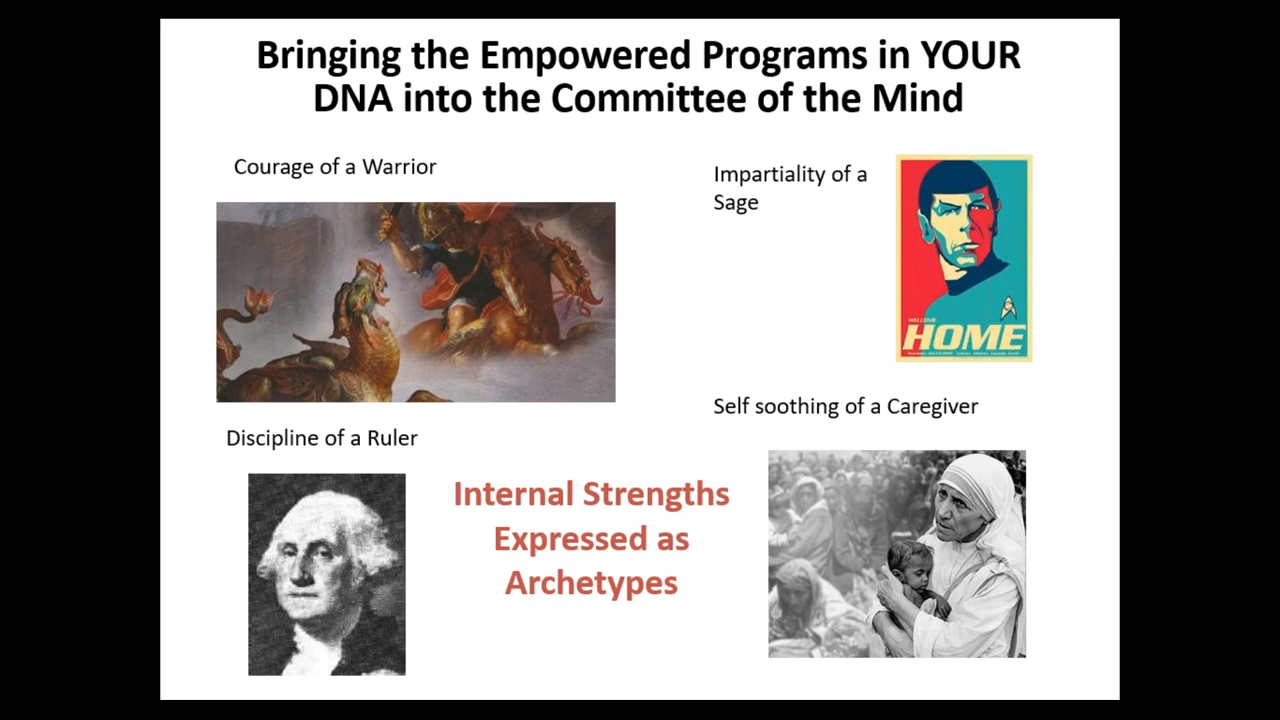 Bringing the Empowered Programs in YOUR
DNA into the Committee of the Mind
Courage of a Warrior
Impartiality of a
Sage
WELCOME
HOME
Self soothing of a Caregiver
Discipline of a Ruler
Internal Strengths
Expressed as
Archetypes